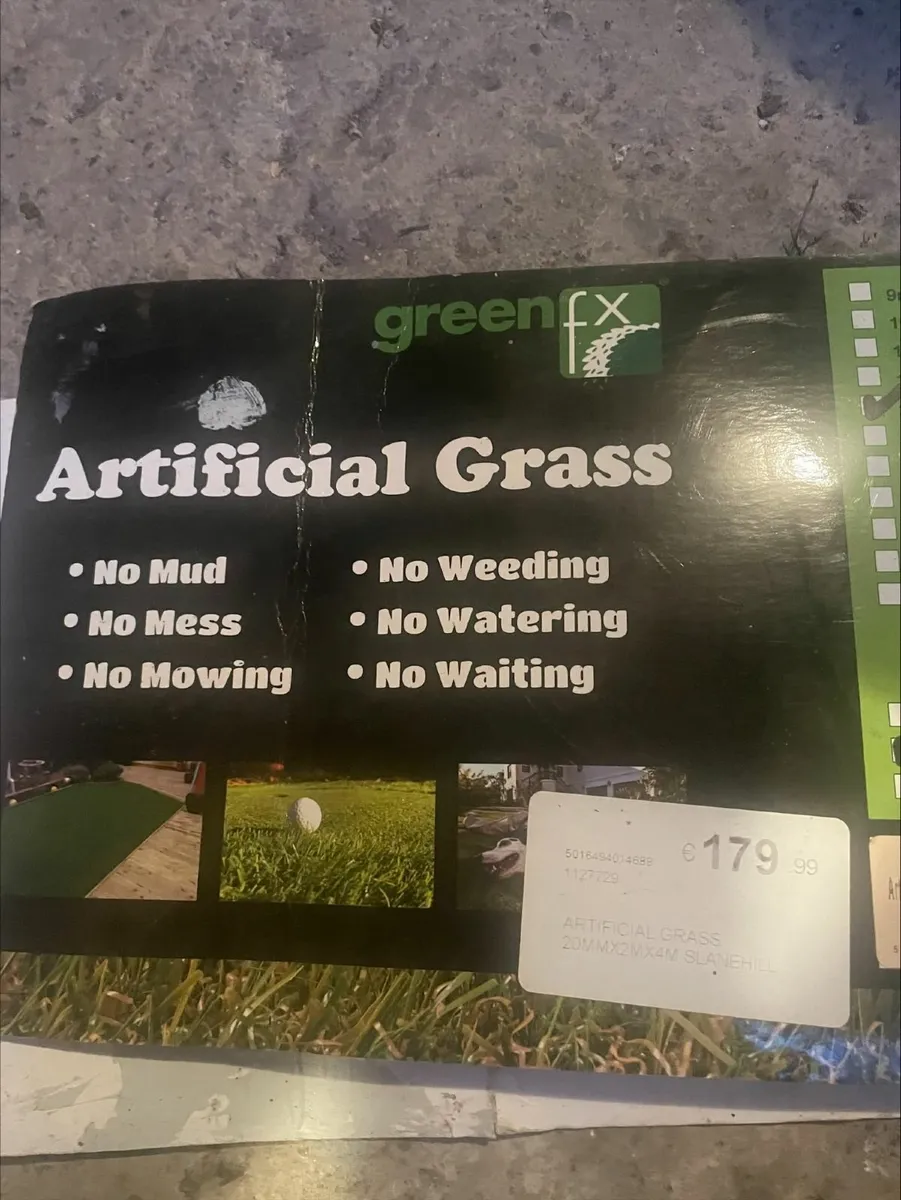 greenfx
Artificial Grass
• No Mud
• No Mess
• No Mowing
• No Weeding
• No Watering
• No Waiting
€179.99
1127729
ARTIFICIAL GRASS
20MMX2MX4M SLANEHILL